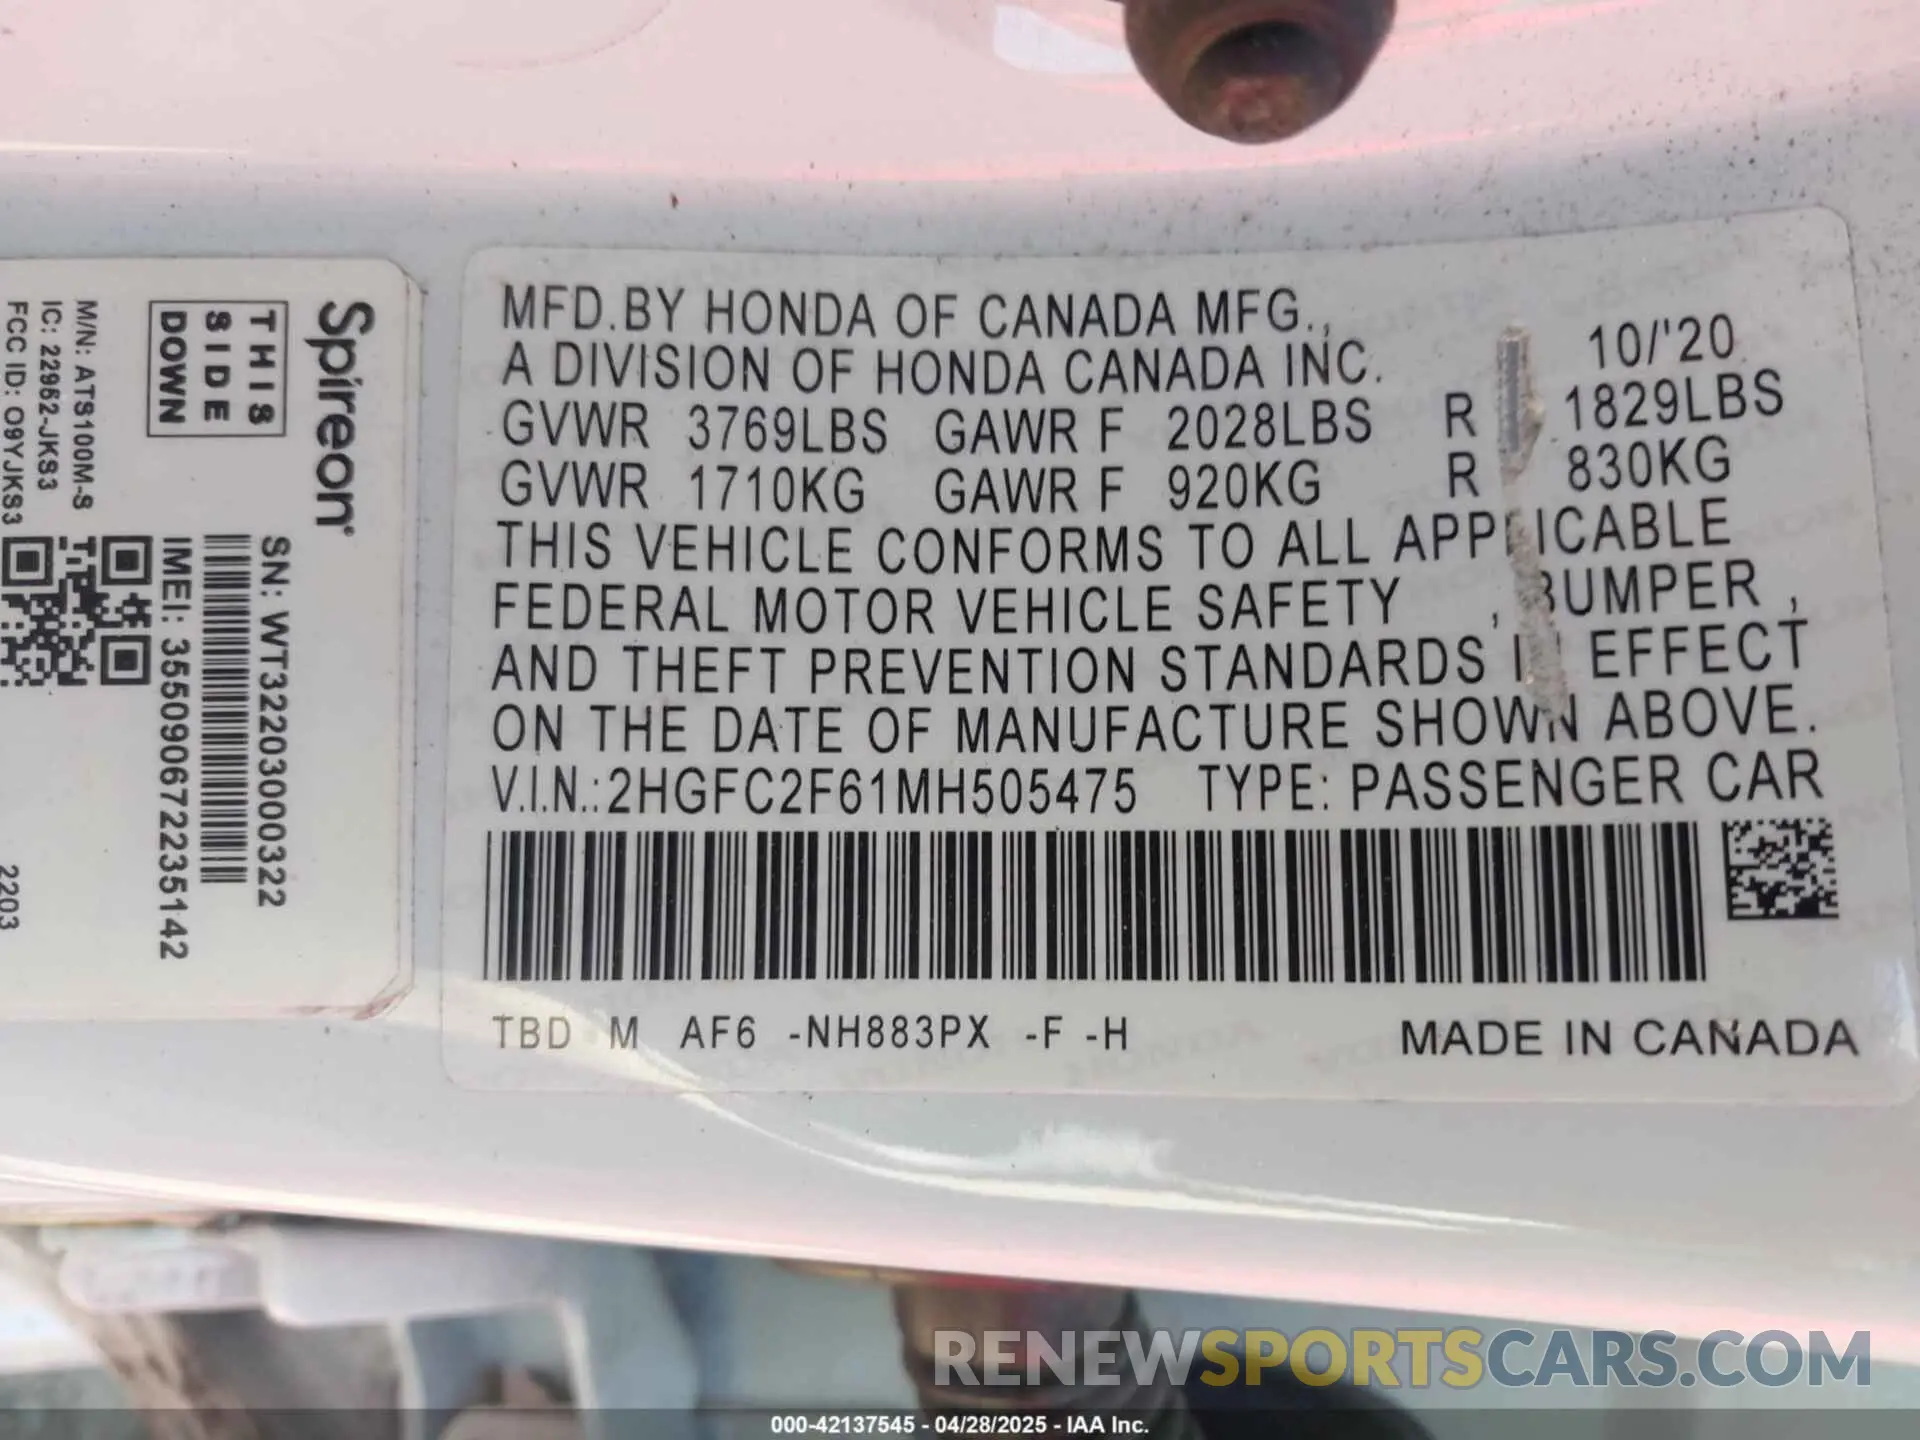 MFD.BY HONDA OF CANADA MFG.,
A DIVISION OF HONDA CANADA INC.
10/'20
GVWR 3769LBS GAWR F 2028LBS R 1829LBS
GVWR 1710KG GAWR F 920KG R 830KG
THIS VEHICLE CONFORMS TO ALL APPLICABLE
FEDERAL MOTOR VEHICLE SAFETY , BUMPER ,
AND THEFT PREVENTION STANDARDS IN EFFECT
ON THE DATE OF MANUFACTURE SHOWN ABOVE.
V.I.N.:2HGFC2F61MH505475 TYPE: PASSENGER CAR
TBD M AF6 -NH883PX -F -H
MADE IN CANADA
Spireon
THIS
SIDE
DOWN
M/N: ATS100M-S
IC: 22962-JKS3
FCC ID: O9YJKS3
SN: WT322030000322
IMEI: 355090672235142
2203
RENEWSPORTSCARS.COM
000-42137545 - 04/28/2025 - IAA Inc.